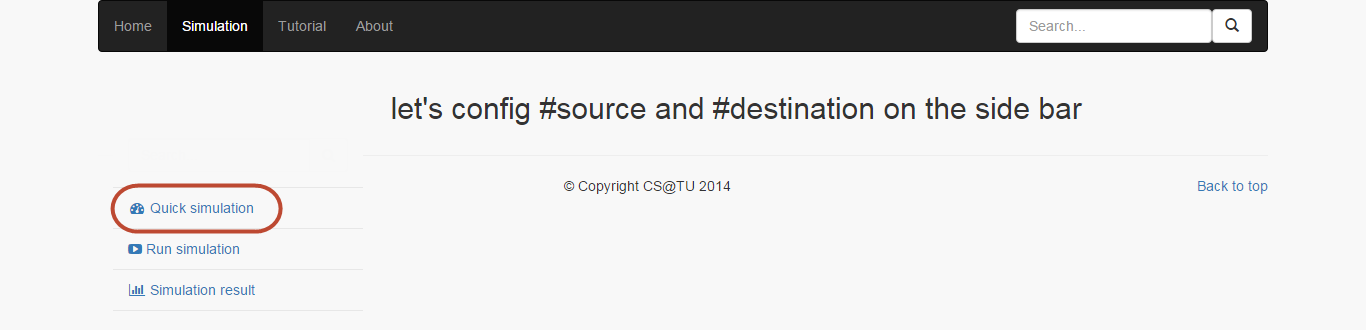 Home Simulation Tutorial About Search...
let's config #source and #destination on the side bar
Quick simulation
Run simulation
Simulation result
© Copyright CS@TU 2014 Back to top